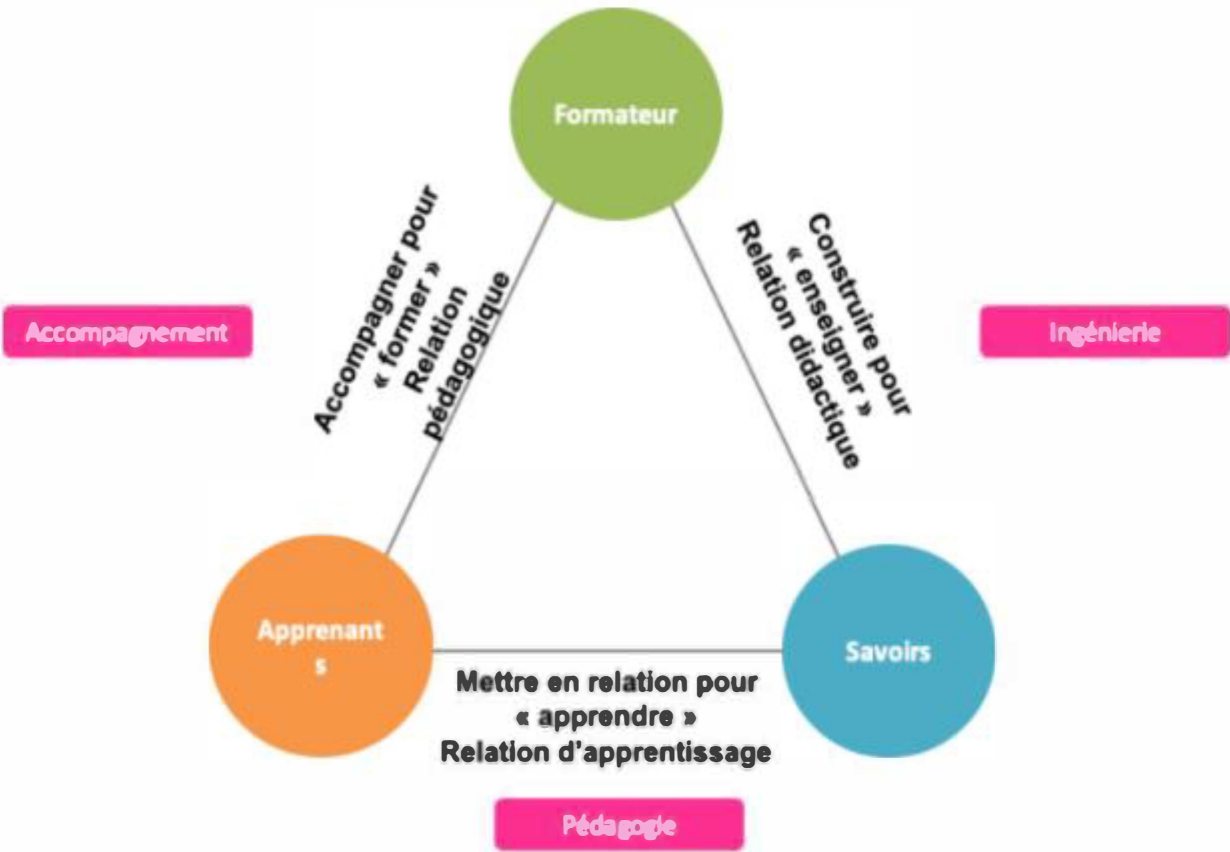 Formateur
Accompagner pour
« former »
Relation
pédagogique
Construire pour
« enseigner »
Relation didactique
Accompagnement
Ingénierie
Apprenant
s
Savoirs
Mettre en relation pour
« apprendre »
Relation d'apprentissage
Pédagogie